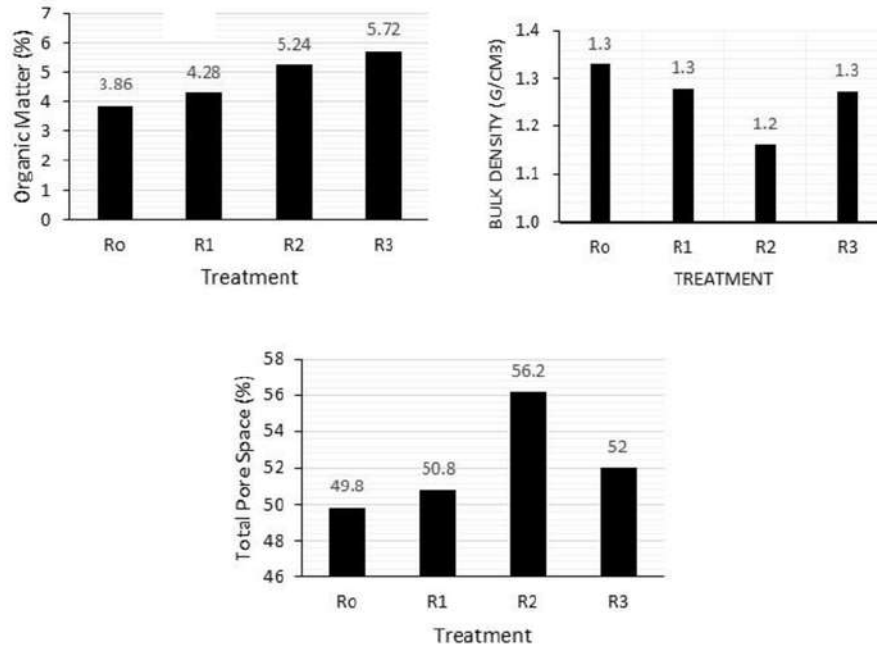 Organic Matter (%)
7
6
5
4
3
2
1
0
3.86
4.28
5.24
5.72
Ro
R1
R2
R3
Treatment
BULK DENSITY (G/CM3)
1.4
1.3
1.2
1.1
1.0
1.3
1.3
1.2
1.3
Ro
R1
R2
R3
TREATMENT
Total Pore Space (%)
58
56
54
52
50
48
46
49.8
50.8
56.2
52
Ro
R1
R2
R3
Treatment